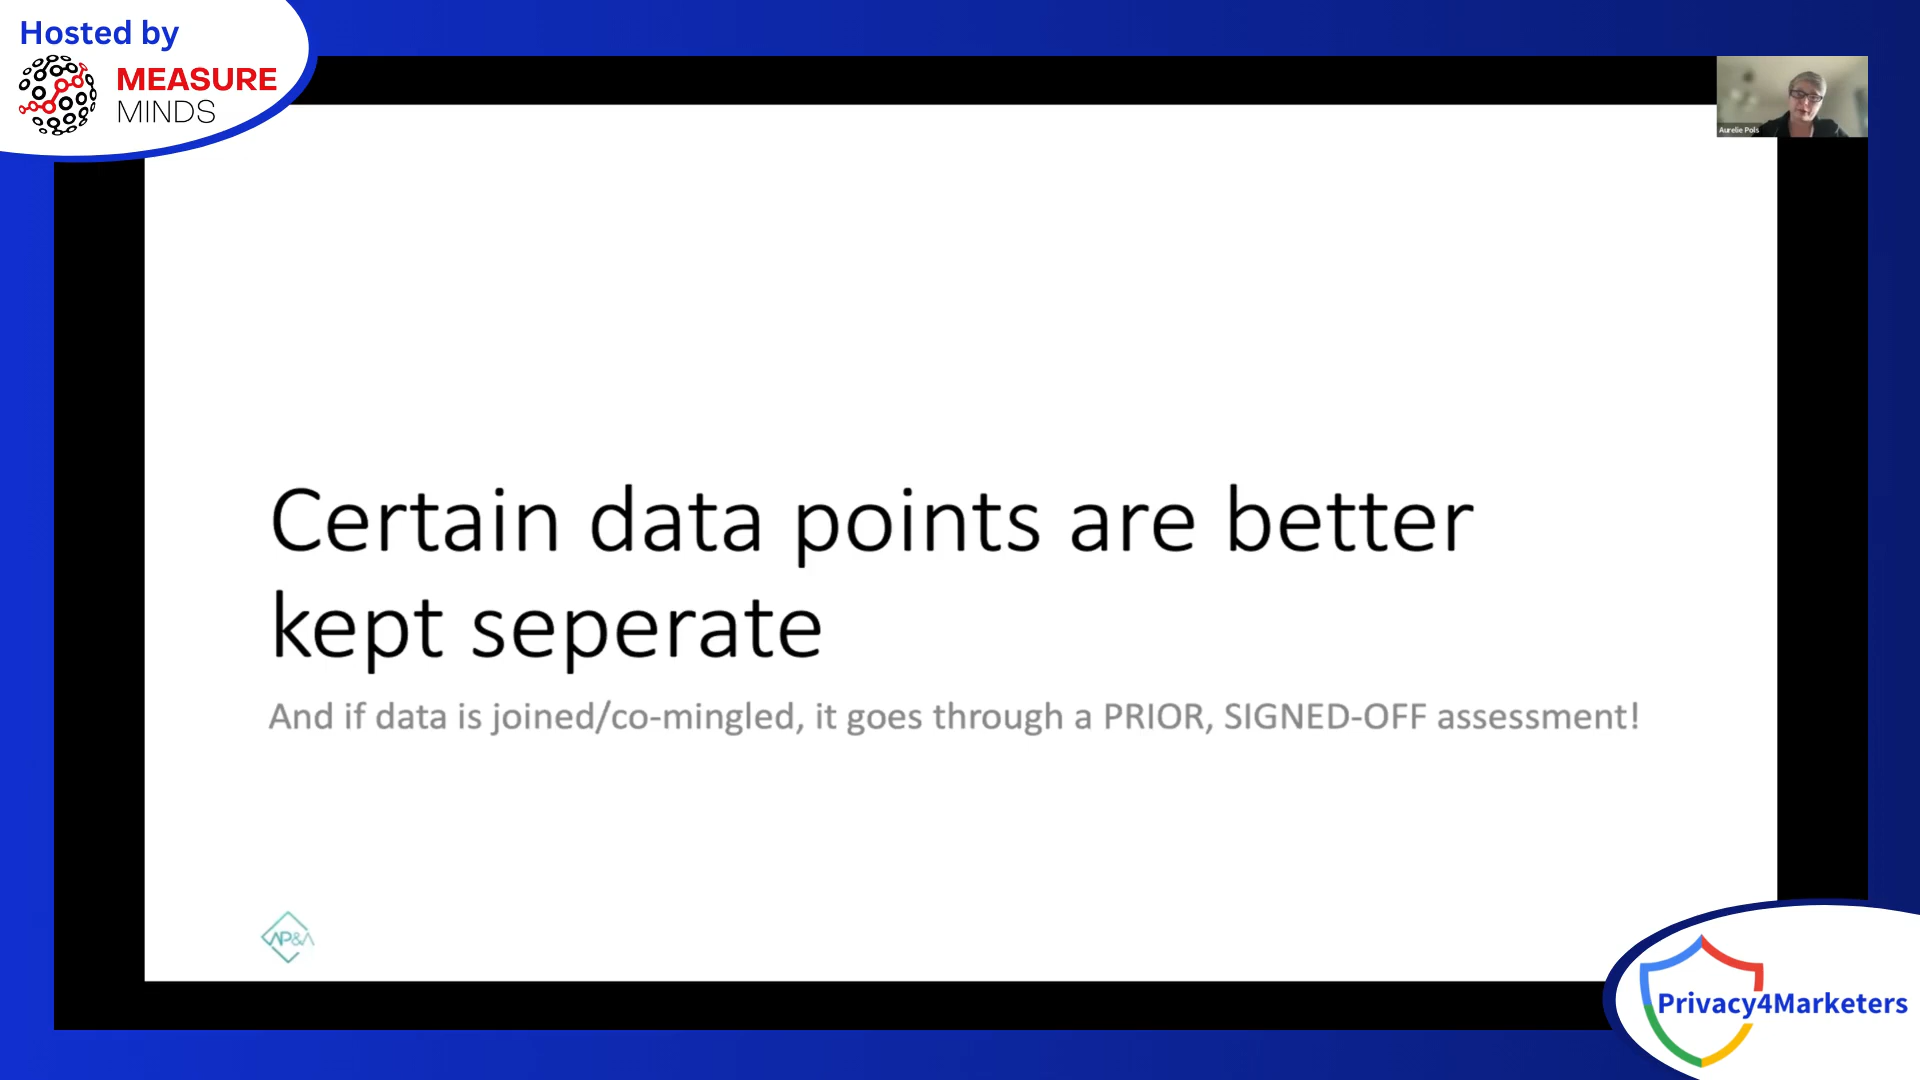 Hosted by
MEASURE
MINDS
Aurelie Pols
Certain data points are better
kept seperate
And if data is joined/co-mingled, it goes through a PRIOR, SIGNED-OFF assessment!
AP&A
Privacy4Marketers